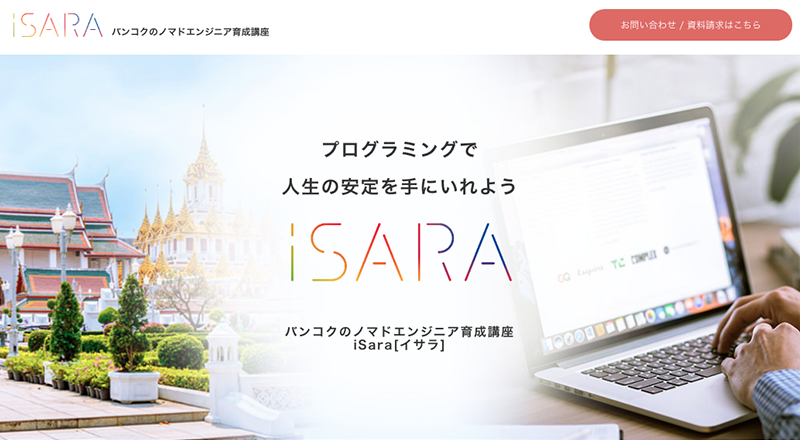 iSARA バンコクのノマドエンジニア育成講座
お問い合わせ / 資料請求はこちら
プログラミングで
人生の安定を手にいれよう
iSARA
GQ Esquire TC COMPLEX
バンコクのノマドエンジニア育成講座
iSara[イサラ]